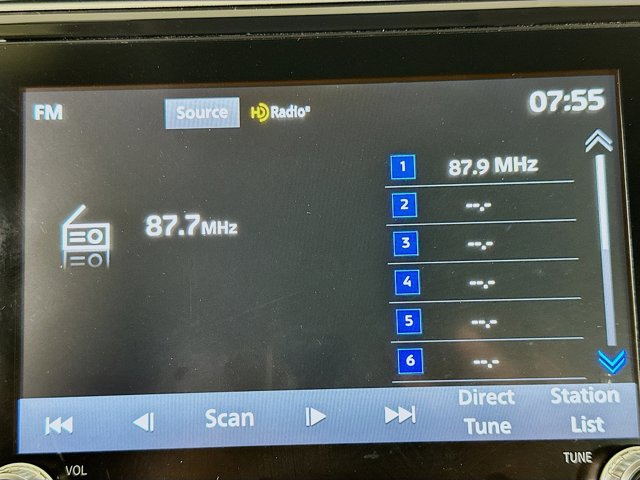 FM
Source
HD Radio®
07:55
87.7MHz
1 87.9 MHz
2 --.-
3 --.-
4 --.-
5 --.-
6 --.-
Scan
Direct
Tune
Station
List
VOL
TUNE